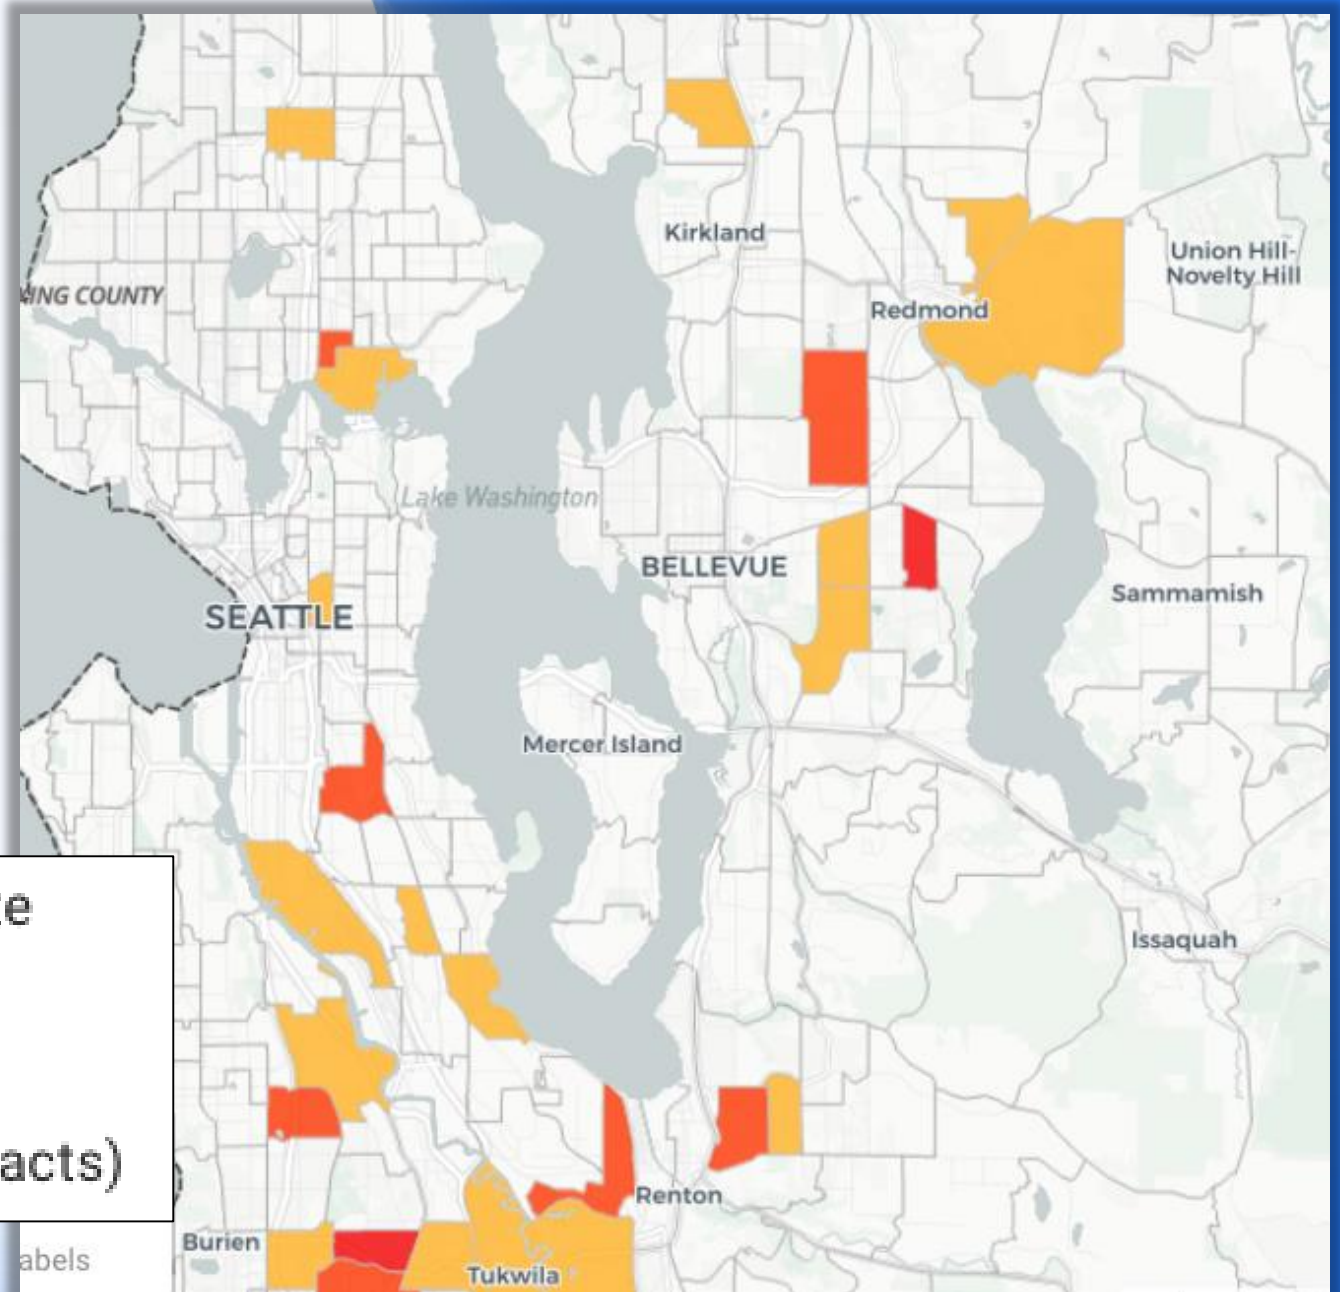 Kirkland
Union Hill-
Novelty Hill
KING COUNTY
Redmond
Lake Washington
BELLEVUE
Sammamish
SEATTLE
Mercer Island
Issaquah
acts)
Renton
Burien
abels
Tukwila